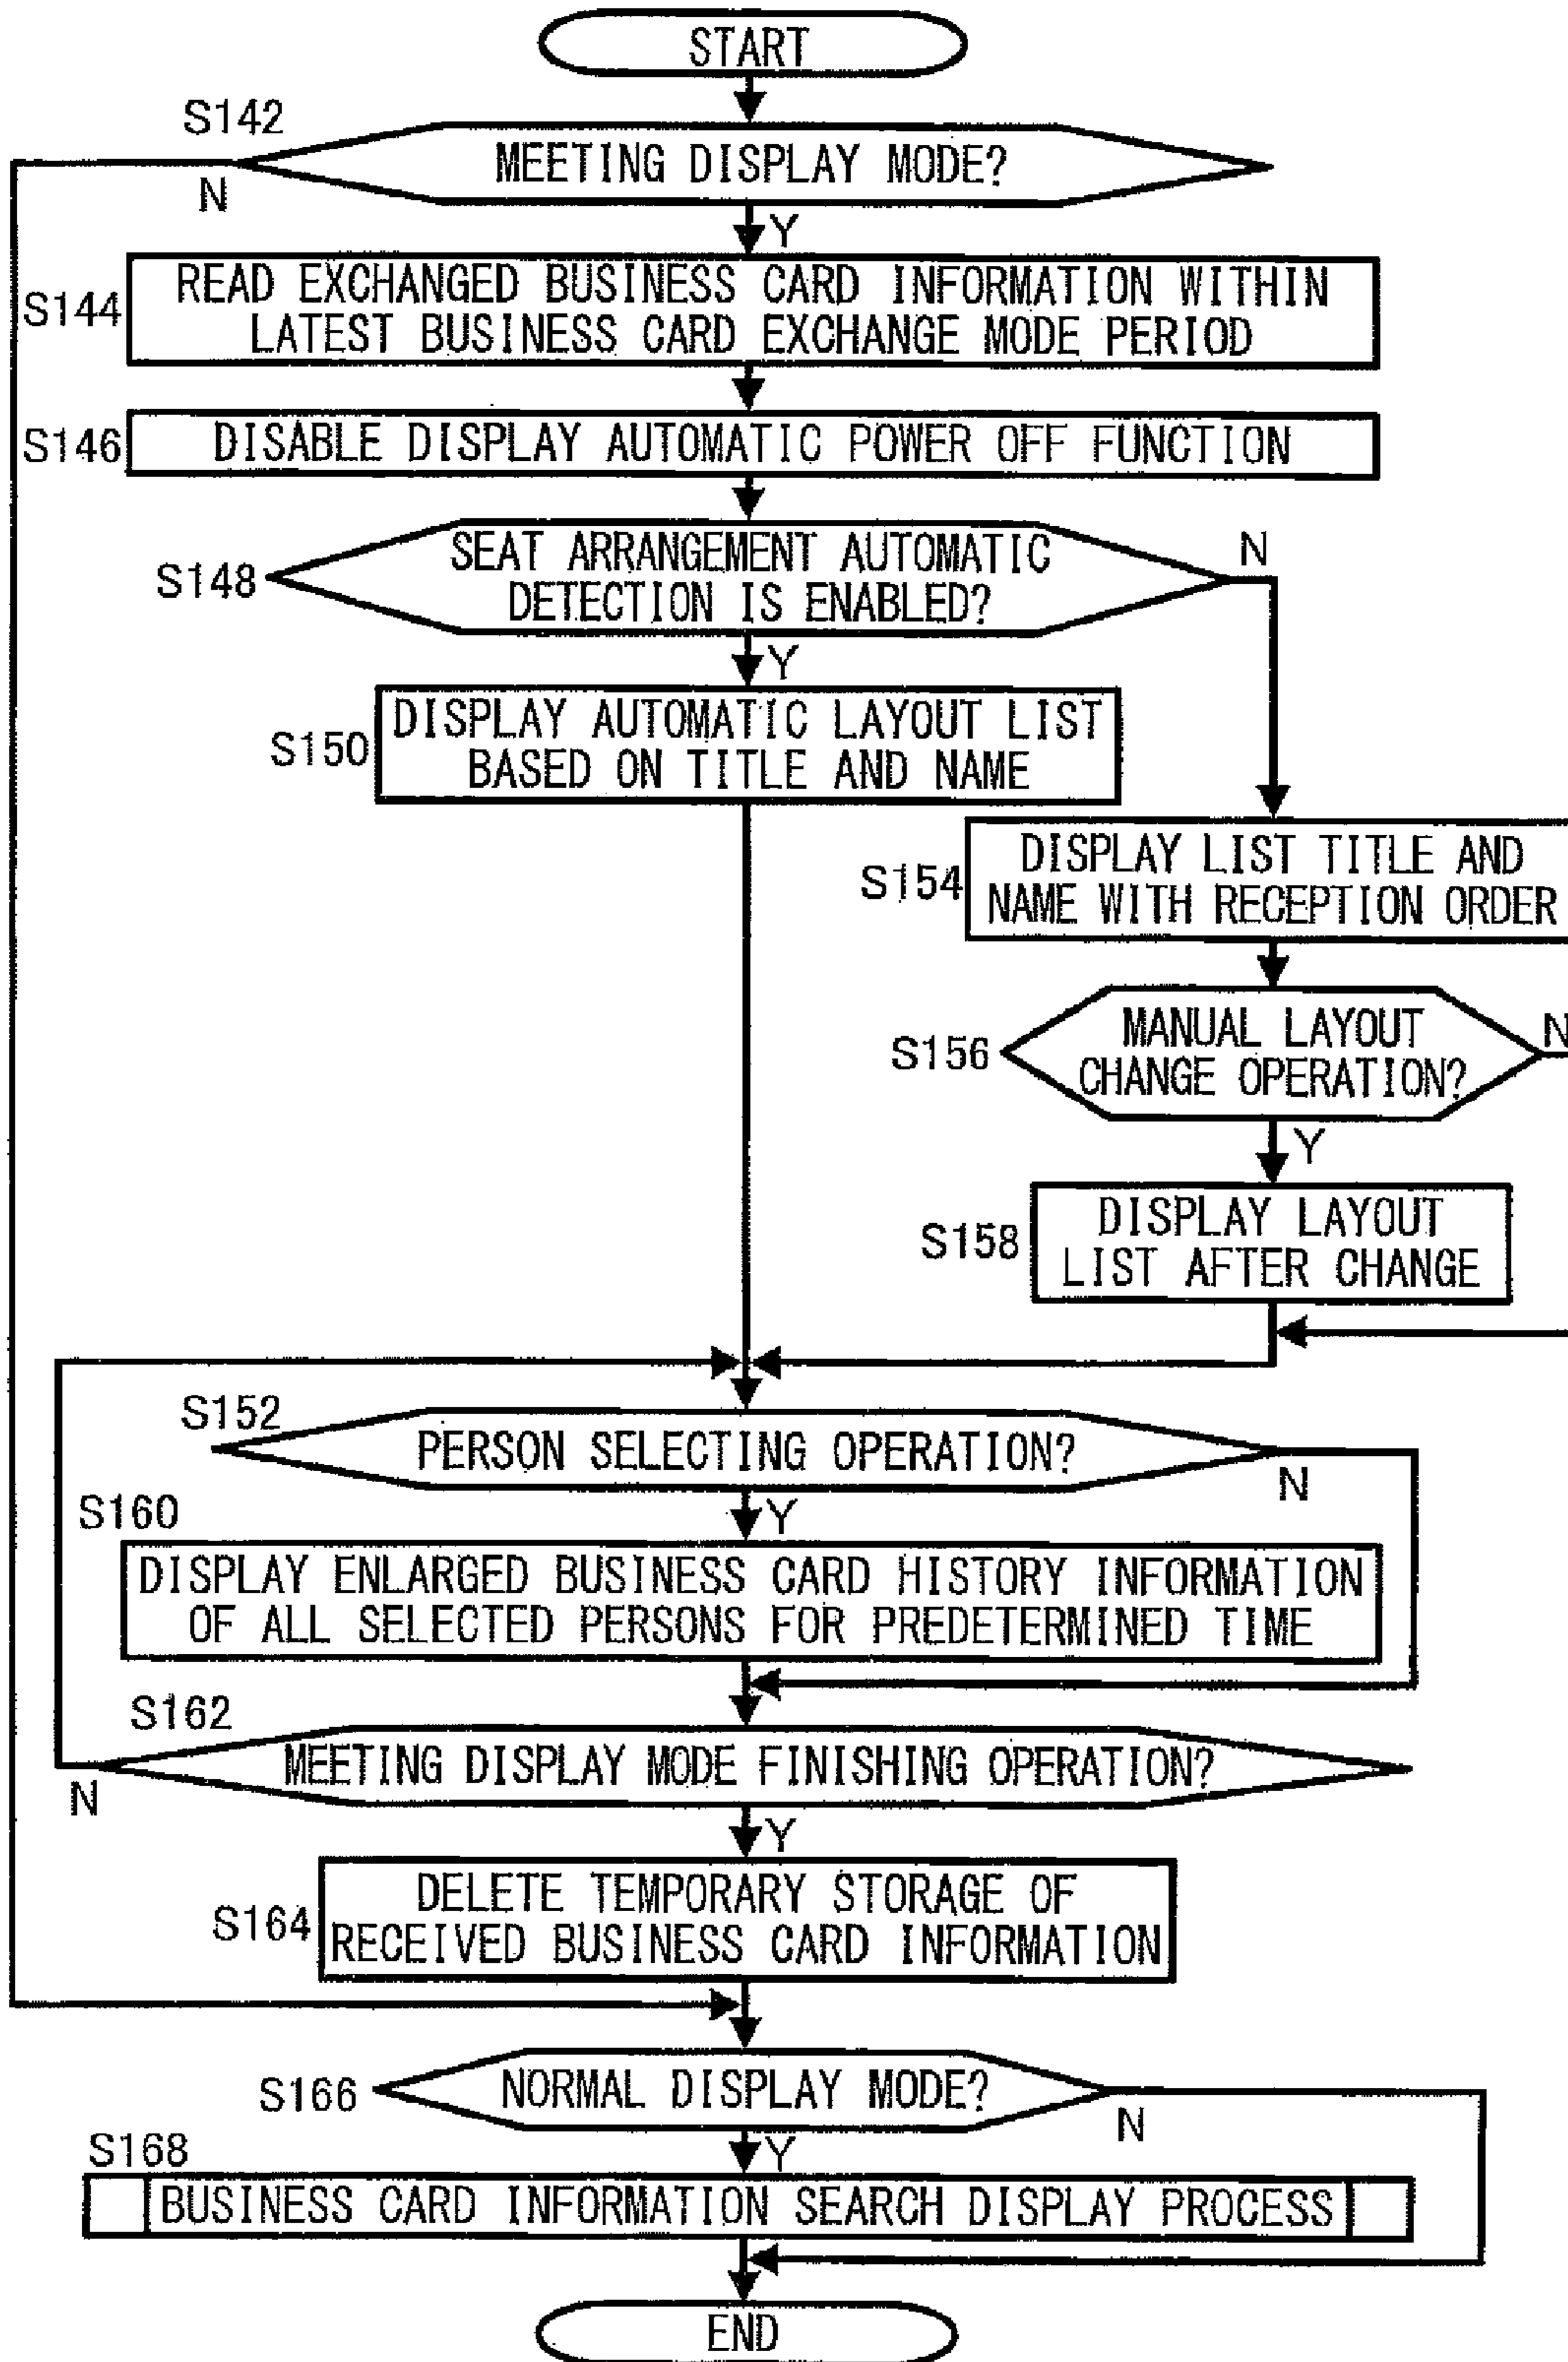 START
S142
MEETING DISPLAY MODE?
N
Y
S144
READ EXCHANGED BUSINESS CARD INFORMATION WITHIN
LATEST BUSINESS CARD EXCHANGE MODE PERIOD
S146
DISABLE DISPLAY AUTOMATIC POWER OFF FUNCTION
S148
SEAT ARRANGEMENT AUTOMATIC
DETECTION IS ENABLED?
N
Y
S150
DISPLAY AUTOMATIC LAYOUT LIST
BASED ON TITLE AND NAME
S154
DISPLAY LIST TITLE AND
NAME WITH RECEPTION ORDER
S156
MANUAL LAYOUT
CHANGE OPERATION?
N
Y
S158
DISPLAY LAYOUT
LIST AFTER CHANGE
S152
PERSON SELECTING OPERATION?
N
Y
S160
DISPLAY ENLARGED BUSINESS CARD HISTORY INFORMATION
OF ALL SELECTED PERSONS FOR PREDETERMINED TIME
S162
MEETING DISPLAY MODE FINISHING OPERATION?
N
Y
S164
DELETE TEMPORARY STORAGE OF
RECEIVED BUSINESS CARD INFORMATION
S166
NORMAL DISPLAY MODE?
N
Y
S168
BUSINESS CARD INFORMATION SEARCH DISPLAY PROCESS
END